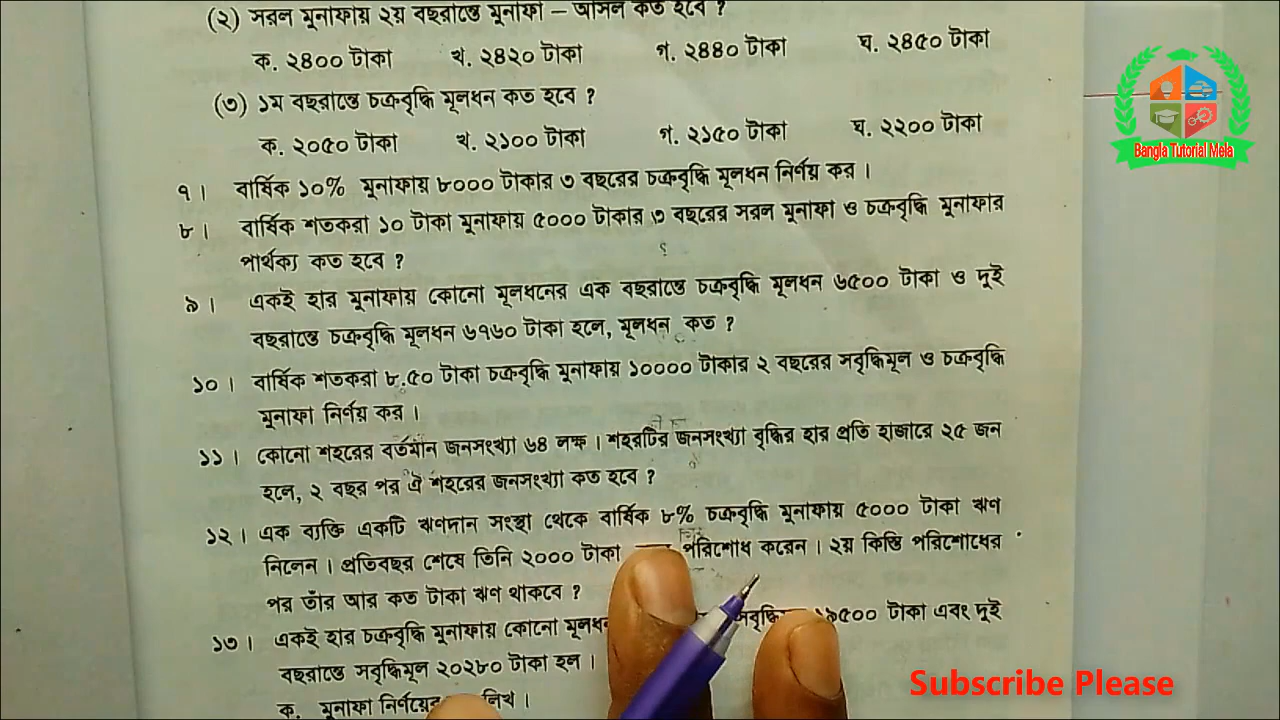 (২) সরল মুনাফায় ২য় বছরান্তে মুনাফা – আসল কত হবে ?
ক. ২৪০০ টাকা খ. ২৪২০ টাকা গ. ২৪৪০ টাকা ঘ. ২৪৫০ টাকা
(৩) ১ম বছরান্তে চক্রবৃদ্ধি মূলধন কত হবে ?
ক. ২০৫০ টাকা খ. ২১০০ টাকা গ. ২১৫০ টাকা ঘ. ২২০০ টাকা
Bangla Tutorial Mela
৭। বার্ষিক ১০% মুনাফায় ৮০০০ টাকার ৩ বছরের চক্রবৃদ্ধি মূলধন নির্ণয় কর।
৮। বার্ষিক শতকরা ১০ টাকা মুনাফায় ৫০০০ টাকার ৩ বছরের সরল মুনাফা ও চক্রবৃদ্ধি মুনাফার
পার্থক্য কত হবে ?
৯। একই হার মুনাফায় কোনো মূলধনের এক বছরান্তে চক্রবৃদ্ধি মূলধন ৬৫০০ টাকা ও দুই
বছরান্তে চক্রবৃদ্ধি মূলধন ৬৭৬০ টাকা হলে, মূলধন কত ?
১০। বার্ষিক শতকরা ৮.৫০ টাকা চক্রবৃদ্ধি মুনাফায় ১০০০০ টাকার ২ বছরের সবৃদ্ধিমূল ও চক্রবৃদ্ধি
মুনাফা নির্ণয় কর।
১১। কোনো শহরের বর্তমান জনসংখ্যা ৬৪ লক্ষ। শহরটির জনসংখ্যা বৃদ্ধির হার প্রতি হাজারে ২৫ জন
হলে, ২ বছর পর ঐ শহরের জনসংখ্যা কত হবে ?
১২। এক ব্যক্তি একটি ঋণদান সংস্থা থেকে বার্ষিক ৮% চক্রবৃদ্ধি মুনাফায় ৫০০০ টাকা ঋণ
নিলেন। প্রতিবছর শেষে তিনি ২০০০ টাকা পরিশোধ করেন। ২য় কিস্তি পরিশোধের
পর তাঁর আর কত টাকা ঋণ থাকবে ?
১৩। একই হার চক্রবৃদ্ধি মুনাফায় কোনো ১৯৫০০ টাকা এবং দুই
বছরান্তে সবৃদ্ধিমূল ২০২৮০ টাকা হল।
ক. মুনাফা লিখ।
Subscribe Please